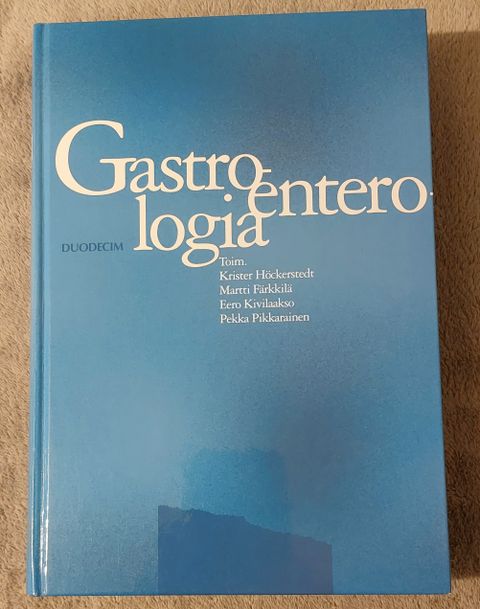 Gastro-
entero-
logia
DUODECIM
Toim.
Krister Höckerstedt
Martti Färkkilä
Eero Kivilaakso
Pekka Pikkarainen